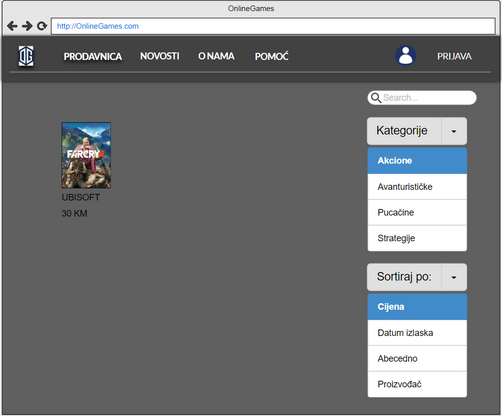 OnlineGames
http://OnlineGames.com
OG
PRODAVNICA NOVOSTI O NAMA POMOĆ PRIJAVA
Search...
Kategorije
Akcione
Avanturističke
Pucačine
Strategije
FARCRY 4
UBISOFT
30 KM
Sortiraj po:
Cijena
Datum izlaska
Abecedno
Proizvođač